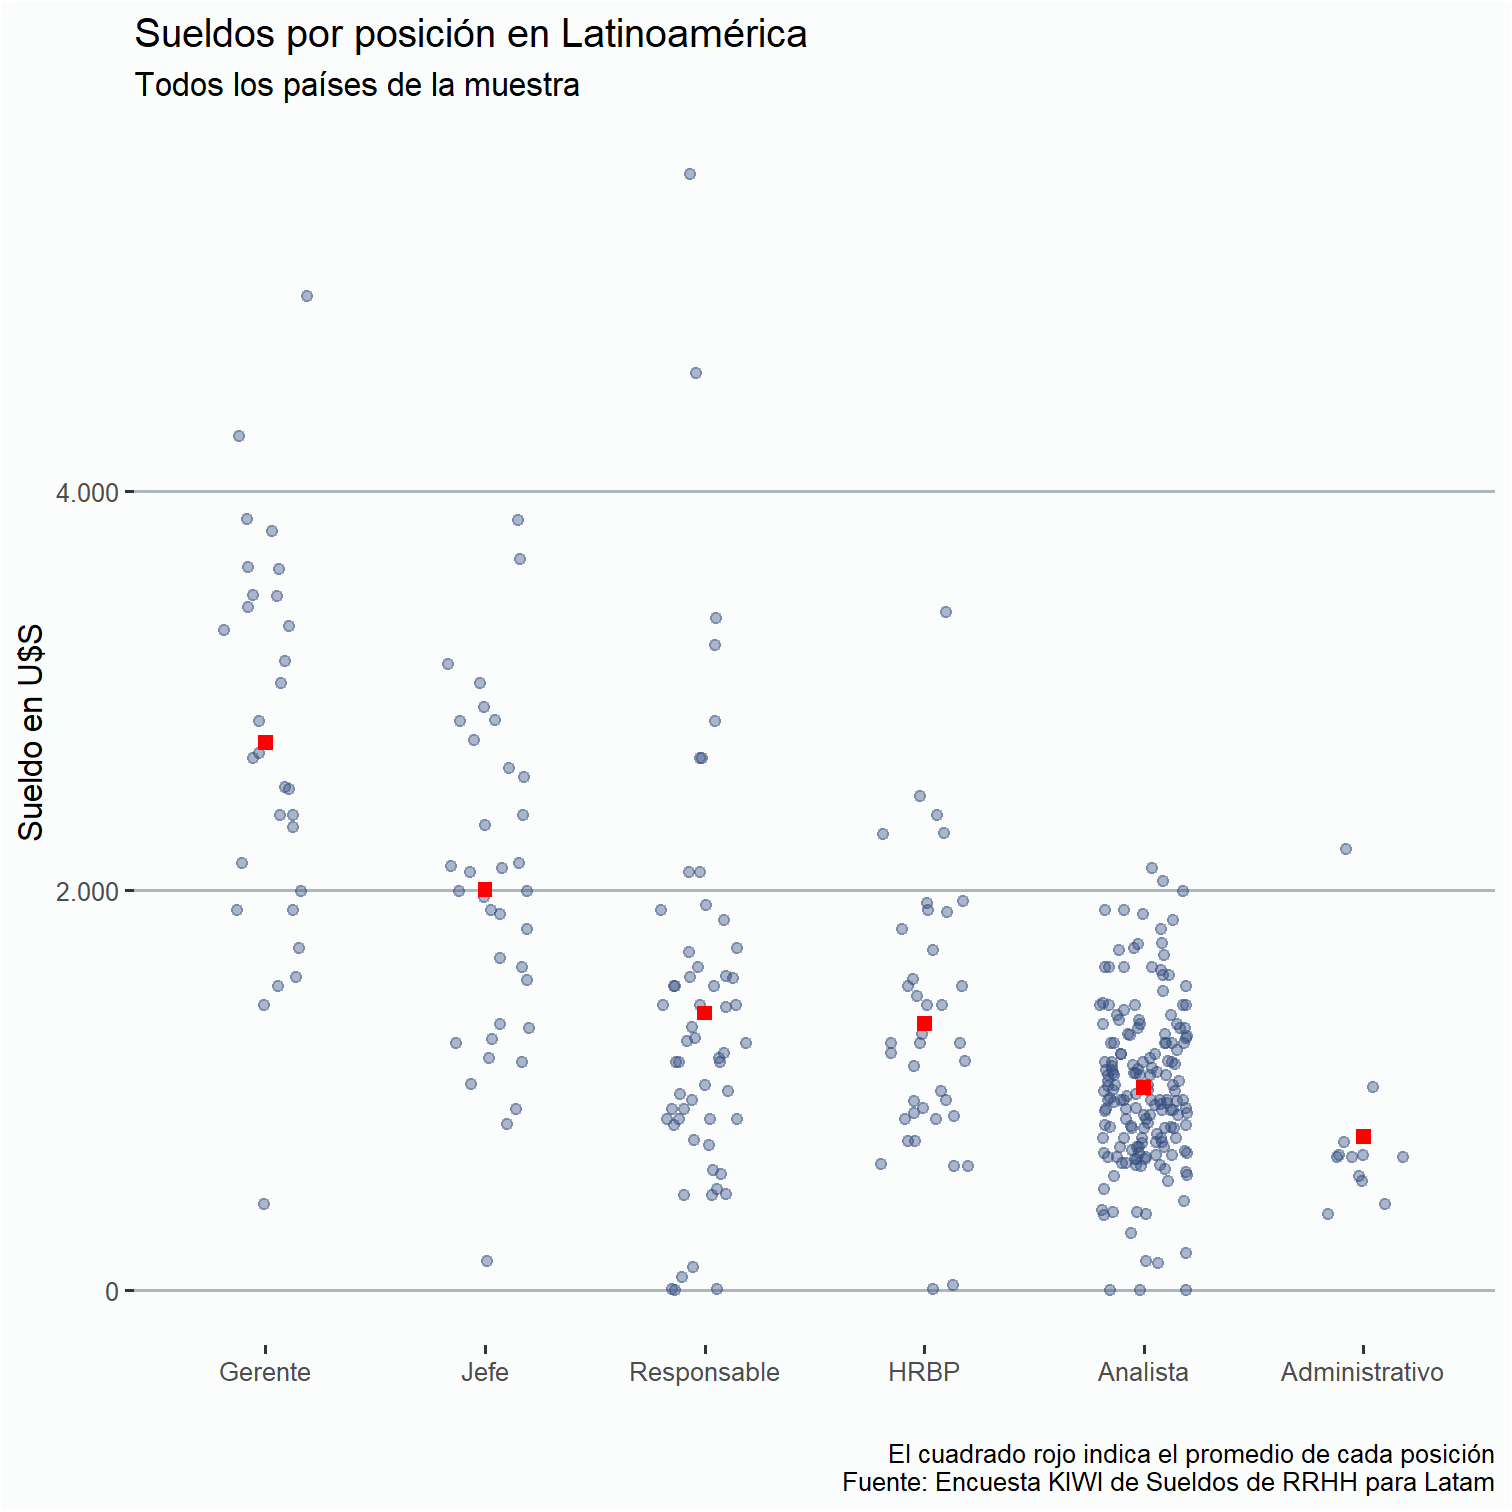 Sueldos por posición en Latinoamérica
Todos los países de la muestra
Sueldo en U$S
4.000
2.000
0
Gerente
Jefe
Responsable
HRBP
Analista
Administrativo
El cuadrado rojo indica el promedio de cada posición
Fuente: Encuesta KIWI de Sueldos de RRHH para Latam